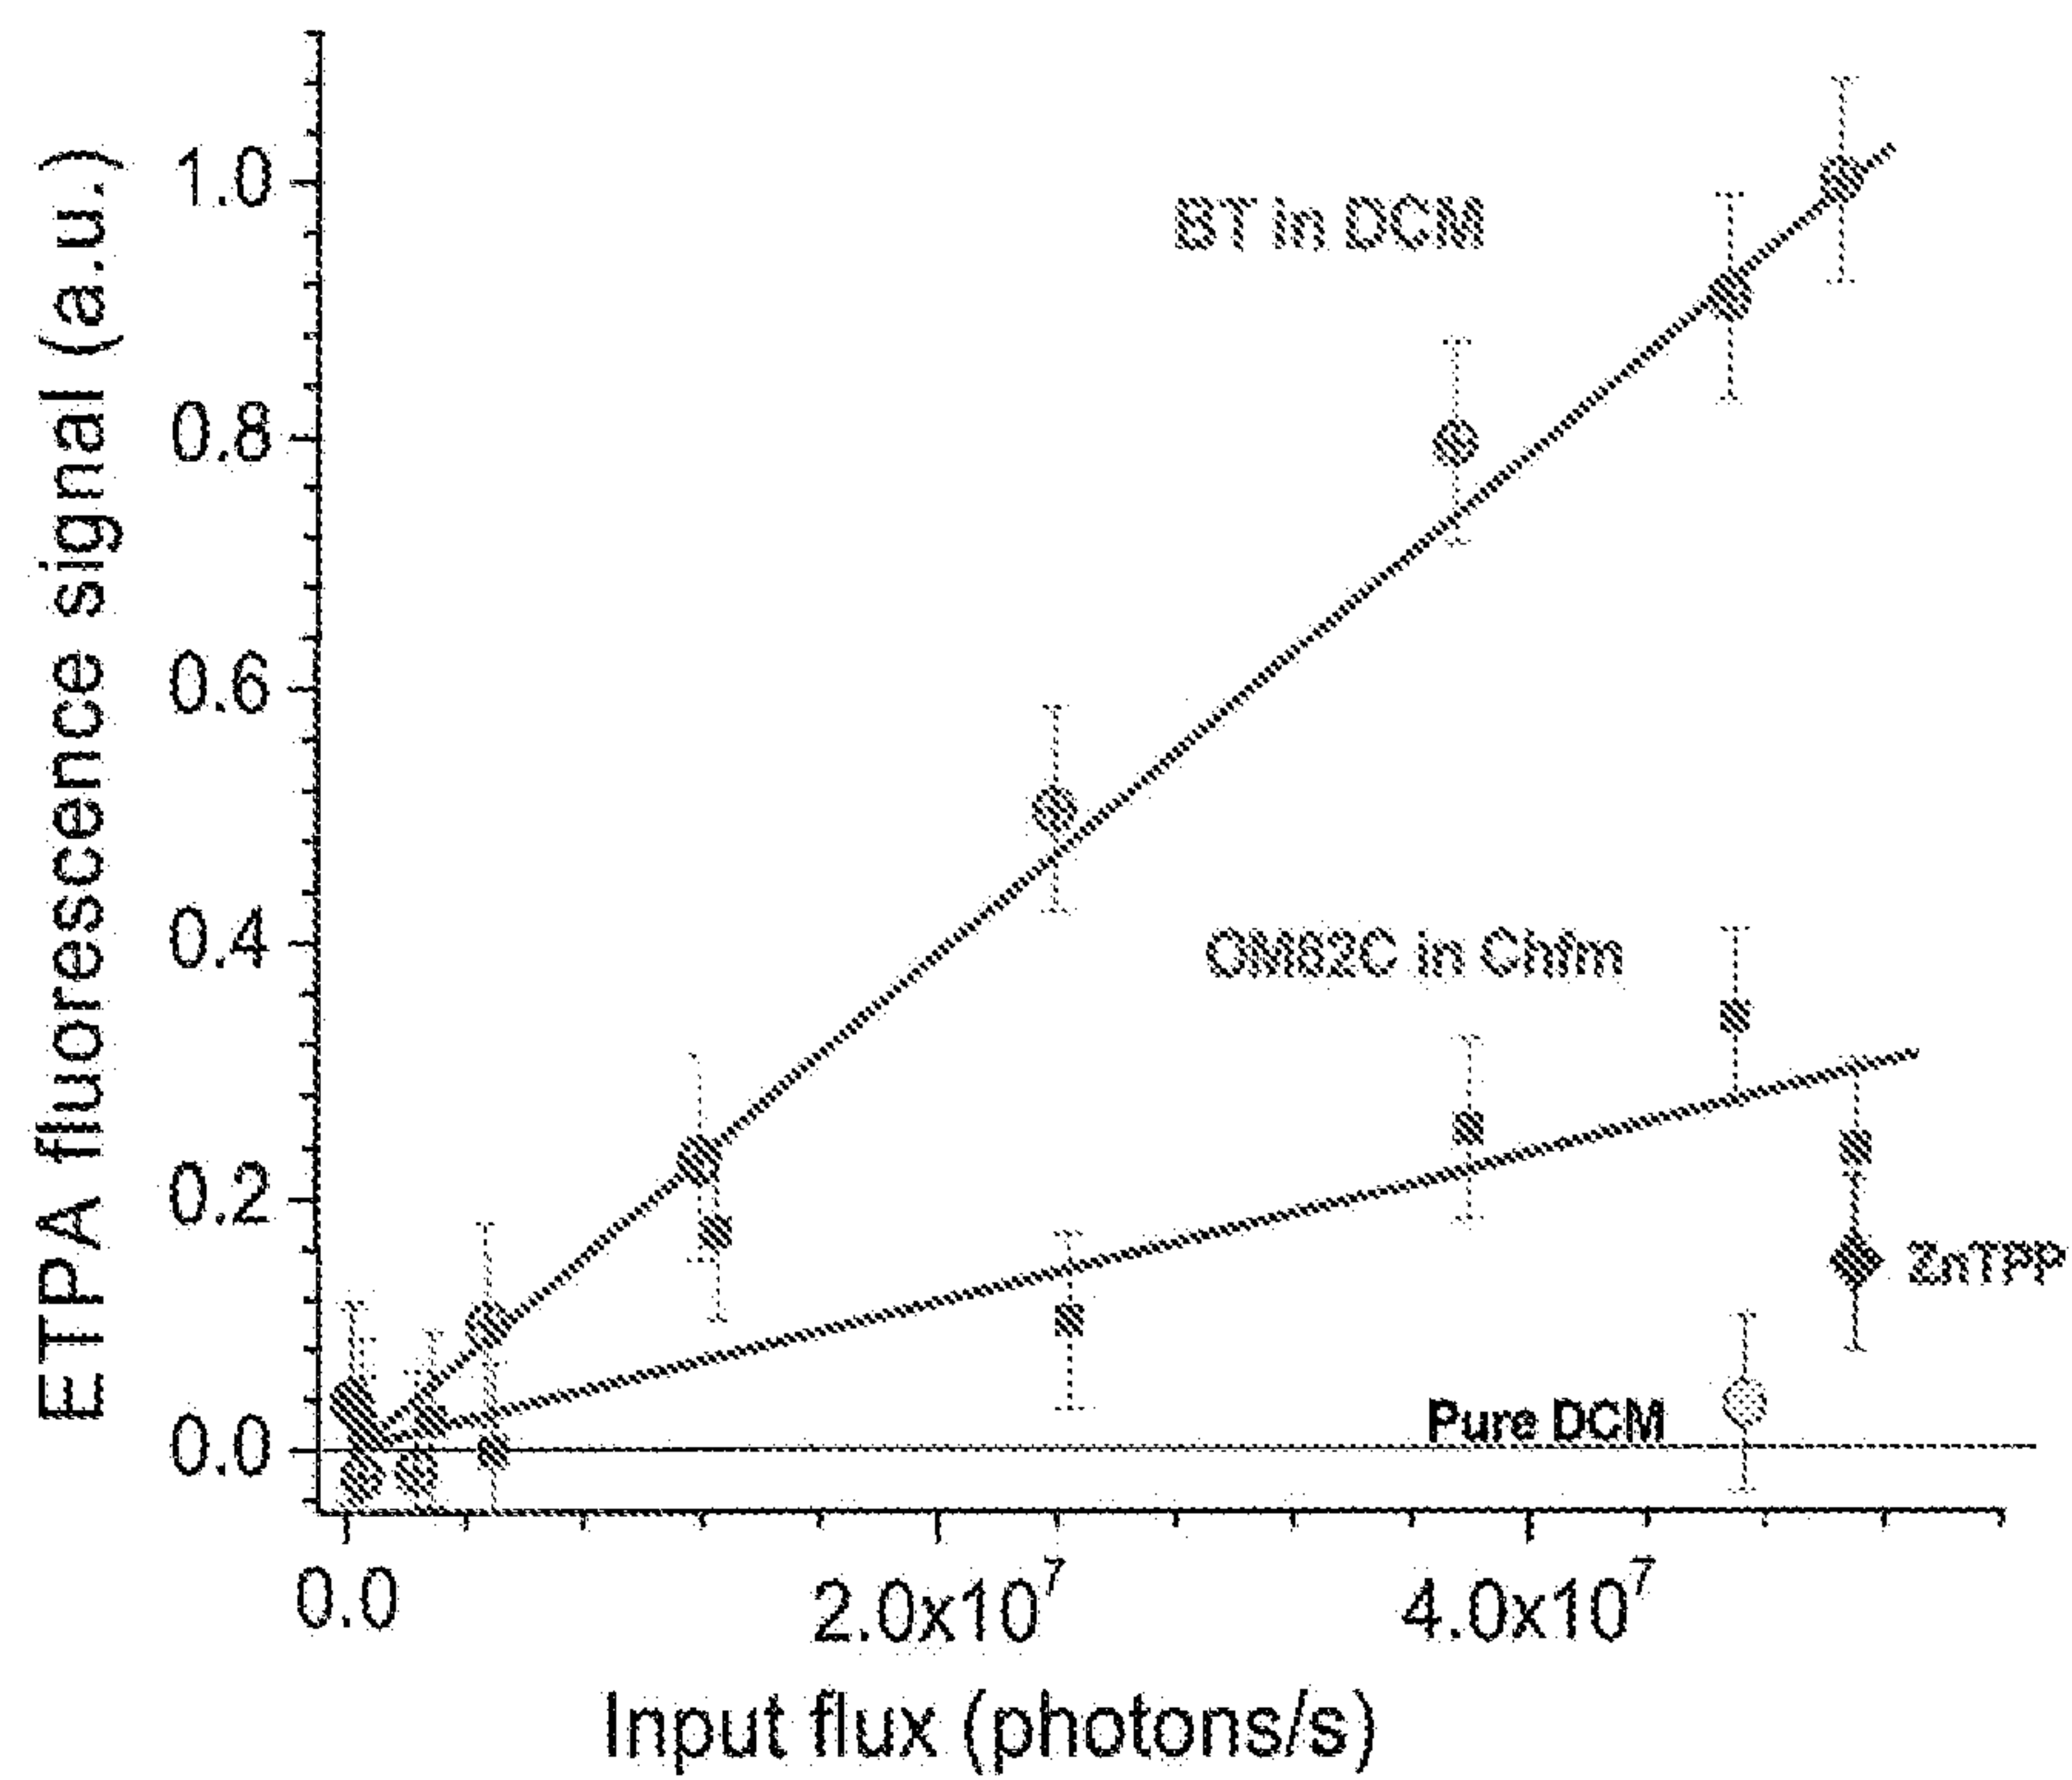 ETPA fluorescence signal (a.u.)
1.0
0.8
0.6
0.4
0.2
0.0
BT in DCM
OM82C in Chfm
ZnTPP
Pure DCM
0.0
2.0x10⁷
4.0x10⁷
Input flux (photons/s)